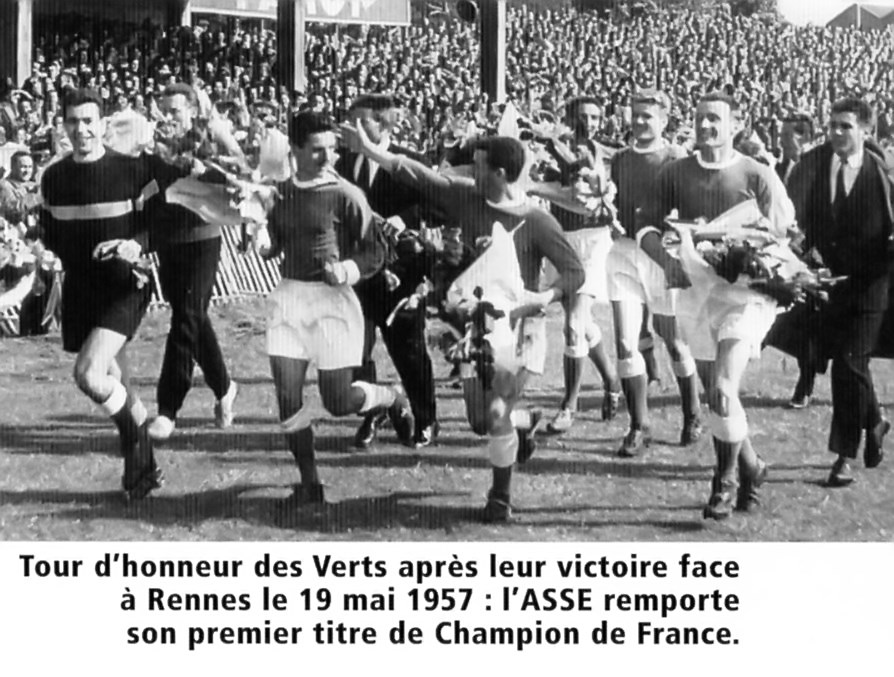 Tour d'honneur des Verts après leur victoire face
à Rennes le 19 mai 1957 : l'ASSE remporte
son premier titre de Champion de France.